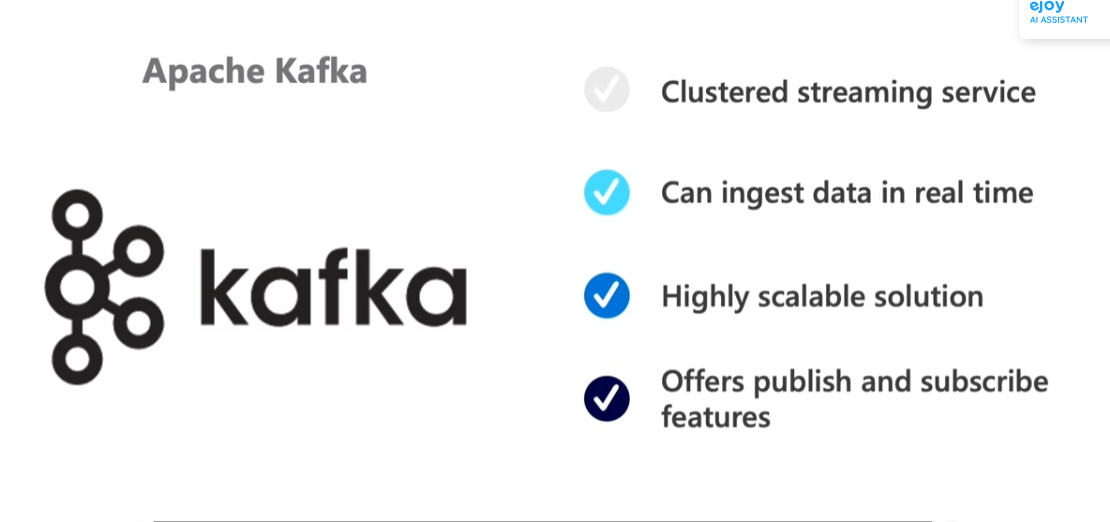 ejoy
AI ASSISTANT
Apache Kafka
kafka
Clustered streaming service
Can ingest data in real time
Highly scalable solution
Offers publish and subscribe
features